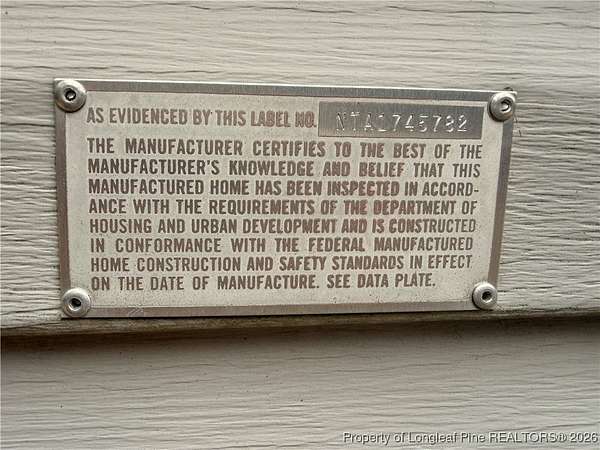 AS EVIDENCED BY THIS LABEL NO. NTA1745782
THE MANUFACTURER CERTIFIES TO THE BEST OF THE
MANUFACTURER'S KNOWLEDGE AND BELIEF THAT THIS
MANUFACTURED HOME HAS BEEN INSPECTED IN ACCORD-
ANCE WITH THE REQUIREMENTS OF THE DEPARTMENT OF
HOUSING AND URBAN DEVELOPMENT AND IS CONSTRUCTED
IN CONFORMANCE WITH THE FEDERAL MANUFACTURED
HOME CONSTRUCTION AND SAFETY STANDARDS IN EFFECT
ON THE DATE OF MANUFACTURE. SEE DATA PLATE.
Property of Longleaf Pine REALTORS® 2026